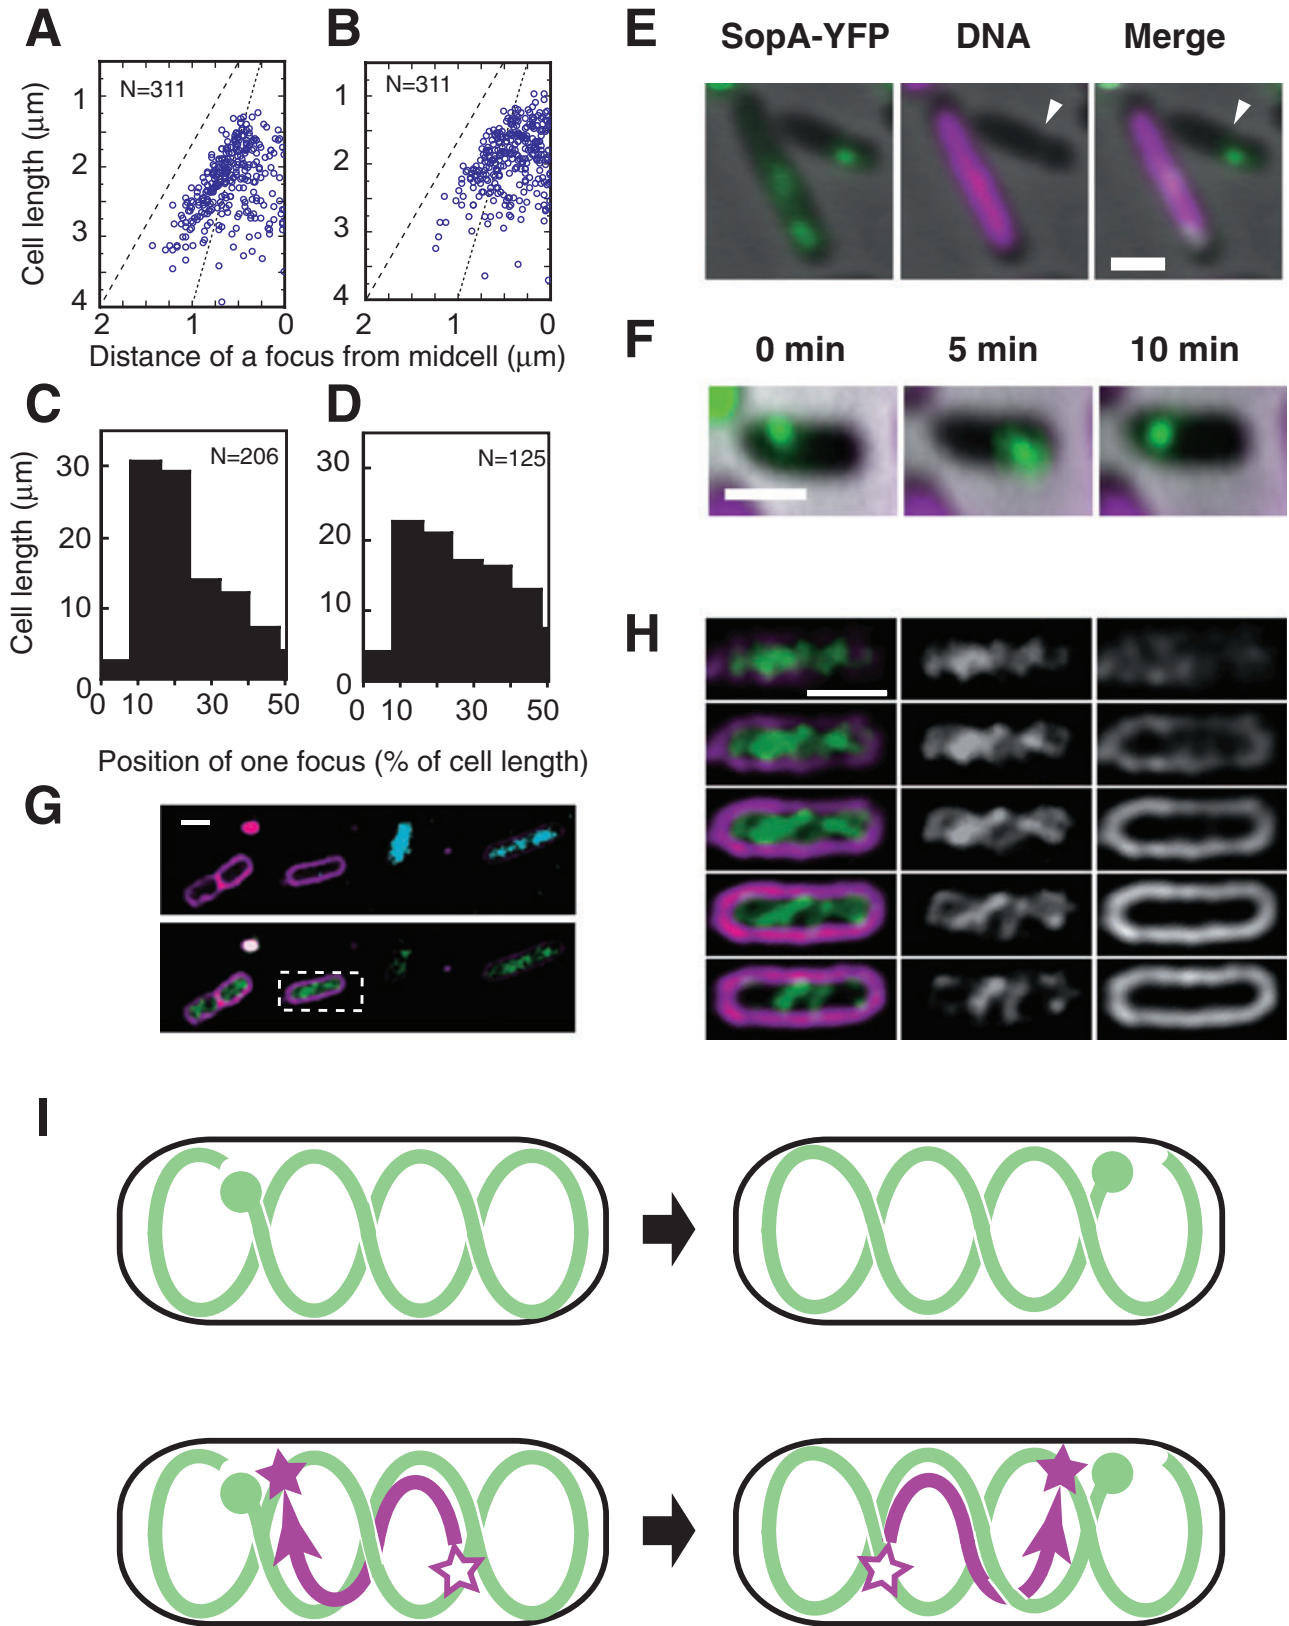 A
B
E
SopA-YFP
DNA
Merge
N=311
N=311
Cell length (μm)
1
2
3
4
2
1
0
1
2
3
4
2
1
0
Distance of a focus from midcell (μm)
F
0 min
5 min
10 min
C
D
N=206
N=125
Cell length (μm)
30
20
10
0
0
10
30
50
30
20
10
0
0
10
30
50
Position of one focus (% of cell length)
G
H
I